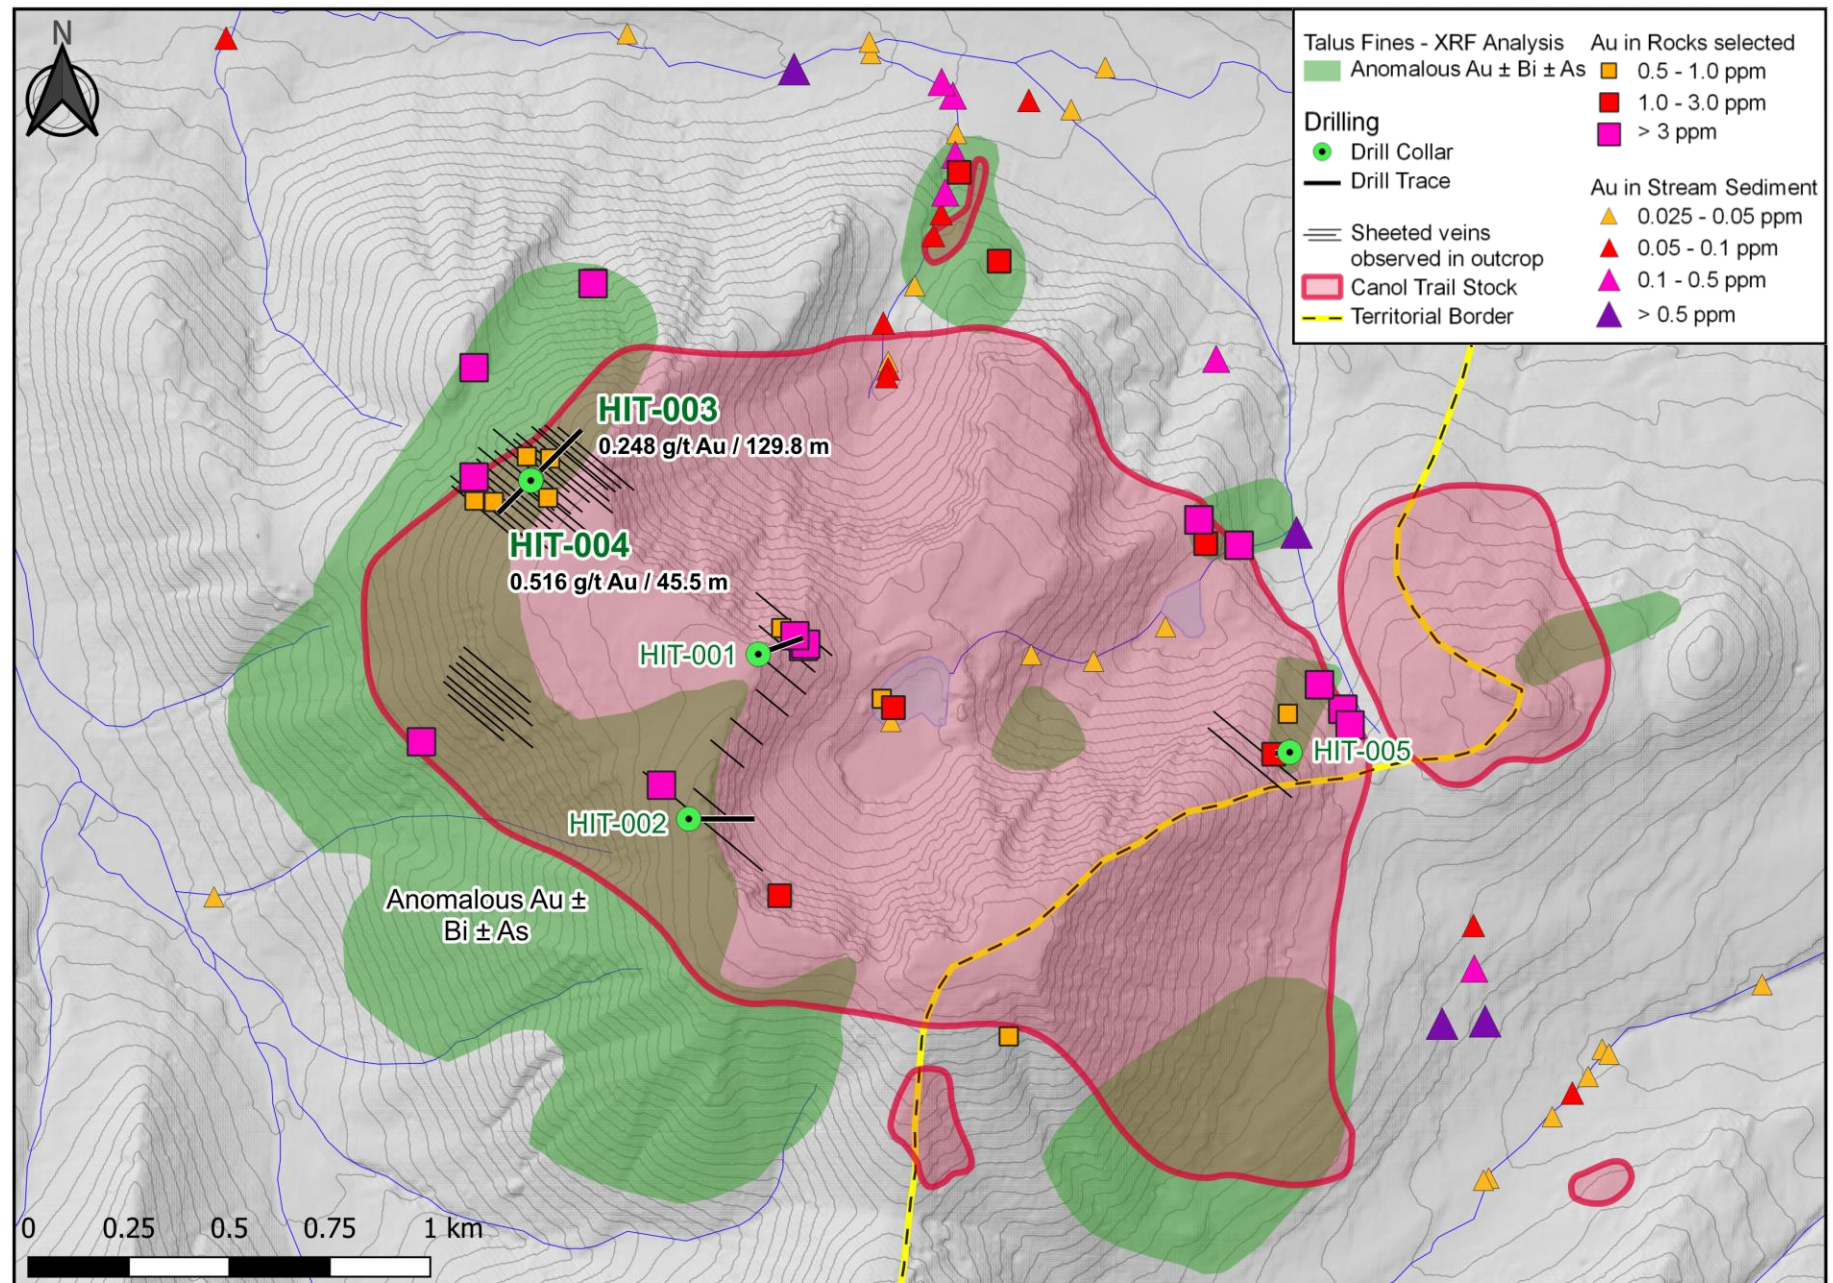 N
Talus Fines - XRF Analysis
Anomalous Au ± Bi ± As
Drilling
Drill Collar
Drill Trace
Sheeted veins
observed in outcrop
Canol Trail Stock
Territorial Border
Au in Rocks selected
0.5 - 1.0 ppm
1.0 - 3.0 ppm
> 3 ppm
Au in Stream Sediment
0.025 - 0.05 ppm
0.05 - 0.1 ppm
0.1 - 0.5 ppm
> 0.5 ppm
HIT-003
0.248 g/t Au / 129.8 m
HIT-004
0.516 g/t Au / 45.5 m
HIT-001
HIT-005
HIT-002
Anomalous Au ±
Bi ± As
0 0.25 0.5 0.75 1 km